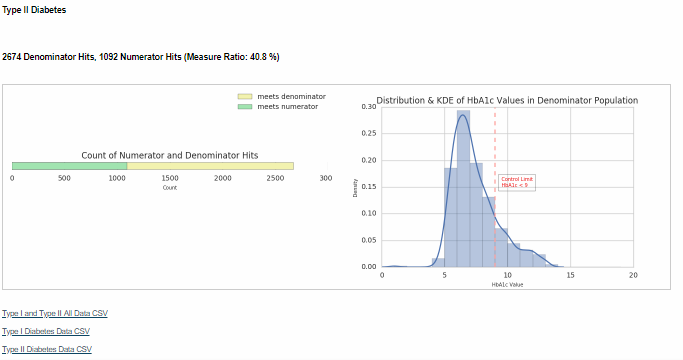 Type II Diabetes
2674 Denominator Hits, 1092 Numerator Hits (Measure Ratio: 40.8 %)
meets denominator
meets numerator
Count of Numerator and Denominator Hits
0 500 1000 1500 2000 2500 300
Count
Distribution & KDE of HbA1c Values in Denominator Population
0.30
0.25
0.20
0.15
0.10
0.05
0.00
Density
Control Limit
HbA1c < 9
0 5 10 15 20
HbA1c Value
Type I and Type II All Data CSV
Type I Diabetes Data CSV
Type II Diabetes Data CSV